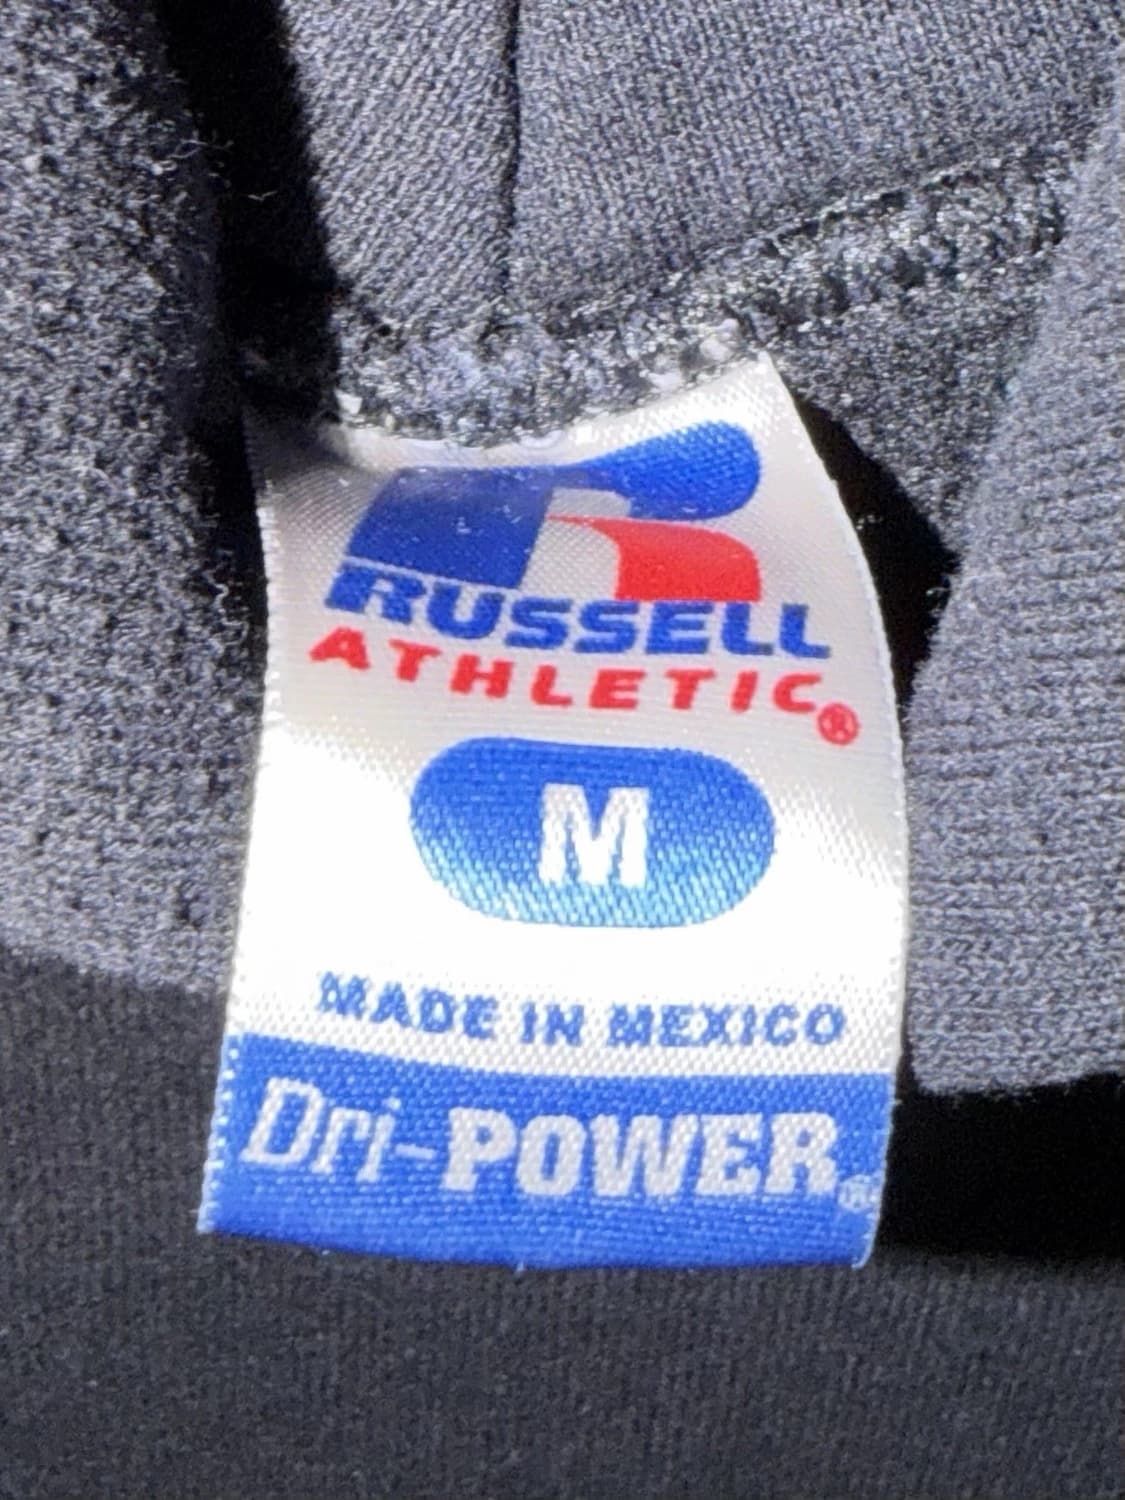 RUSSELL
ATHLETIC®
M
MADE IN MEXICO
Dri-POWER®